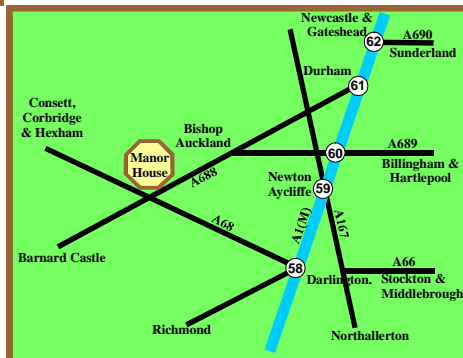 Newcastle &
Gateshead
62
A690
Sunderland
Durham
61
Consett,
Corbridge
& Hexham
Bishop
Auckland
Manor
House
A688
60
A689
Billingham &
Hartlepool
Newton
Aycliffe
59
A68
A1(M)
A167
58
Darlington.
A66
Stockton &
Middlebrough
Barnard Castle
Richmond
Northallerton